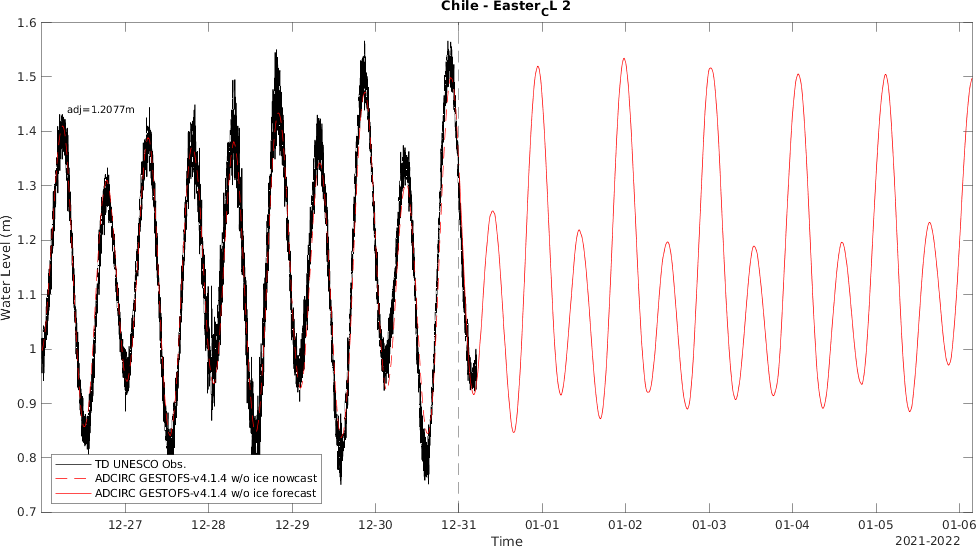 Chile - Easter_CL 2
1.6
1.5
adj=1.2077m
1.4
1.3
1.2
1.1
1
0.9
0.8
0.7
Water Level (m)
TD UNESCO Obs.
ADCIRC GESTOFS-v4.1.4 w/o ice nowcast
ADCIRC GESTOFS-v4.1.4 w/o ice forecast
12-27 12-28 12-29 12-30 12-31 01-01 01-02 01-03 01-04 01-05 01-06
Time
2021-2022